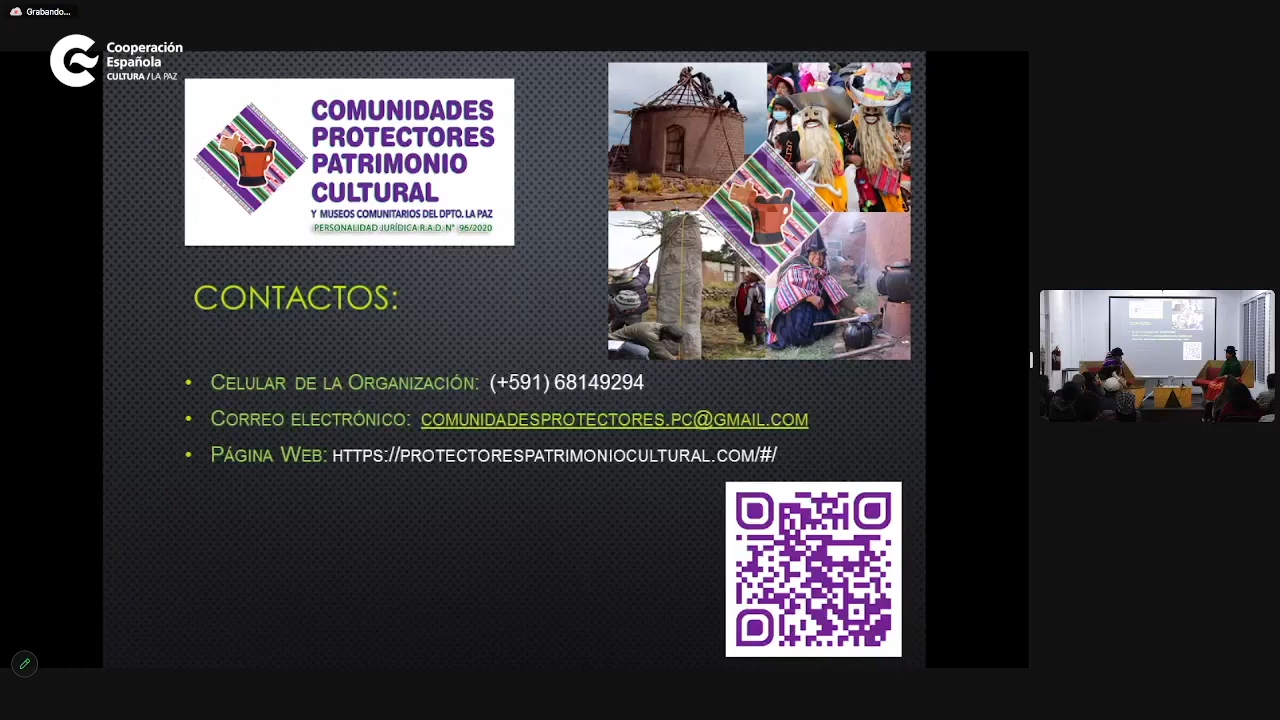 Grabando...
Cooperación
Española
CULTURA / LA PAZ
COMUNIDADES
PROTECTORES
PATRIMONIO
CULTURAL
Y MUSEOS COMUNITARIOS DEL DPTO. LA PAZ
PERSONALIDAD JURÍDICA R.A.D. N° 96/2020
CONTACTOS:
• CELULAR DE LA ORGANIZACIÓN: (+591) 68149294
• CORREO ELECTRÓNICO: COMUNIDADESPROTECTORES.PC@GMAIL.COM
• PÁGINA WEB: HTTPS://PROTECTORESPATRIMONIOCULTURAL.COM/#/